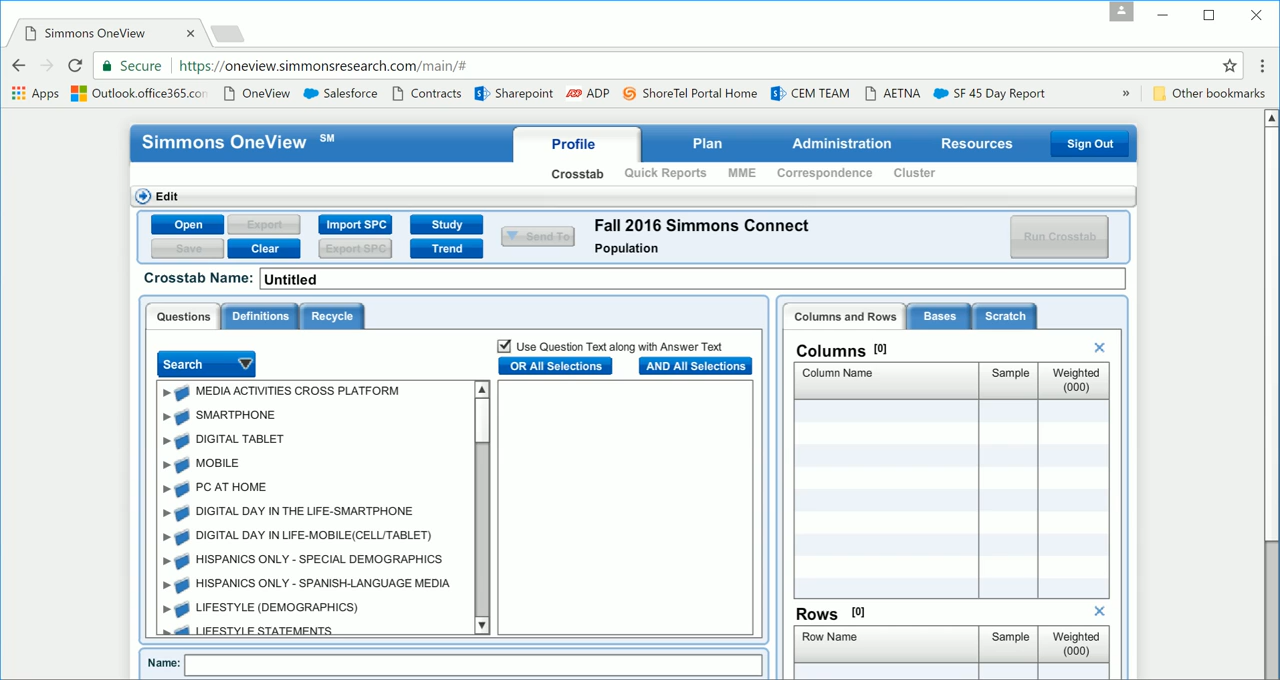 Simmons OneView
Secure https://oneview.simmonsresearch.com/main/#
Apps Outlook.office365.con OneView Salesforce Contracts Sharepoint ADP ShoreTel Portal Home CEM TEAM AETNA SF 45 Day Report » Other bookmarks
Simmons OneView SM Profile Plan Administration Resources Sign Out
Crosstab Quick Reports MME Correspondence Cluster
Edit
Open Export Import SPC Study
Save Clear Export SPC Trend
Send To
Fall 2016 Simmons Connect
Population
Run Crosstab
Crosstab Name: Untitled
Questions Definitions Recycle
Search
Use Question Text along with Answer Text
OR All Selections AND All Selections
MEDIA ACTIVITIES CROSS PLATFORM
SMARTPHONE
DIGITAL TABLET
MOBILE
PC AT HOME
DIGITAL DAY IN THE LIFE-SMARTPHONE
DIGITAL DAY IN LIFE-MOBILE(CELL/TABLET)
HISPANICS ONLY - SPECIAL DEMOGRAPHICS
HISPANICS ONLY - SPANISH-LANGUAGE MEDIA
LIFESTYLE (DEMOGRAPHICS)
LIFESTYLE STATEMENTS
Name:
Columns and Rows Bases Scratch
Columns [0]
Column Name Sample Weighted
(000)
Rows [0]
Row Name Sample Weighted
(000)